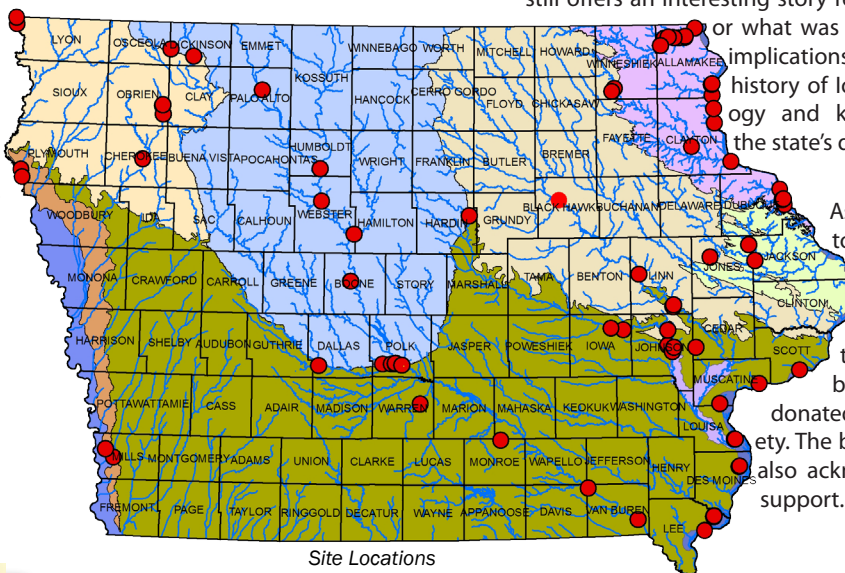 still offers an interesting story fo
or what was
implications
history of Io
ogy and k
the state's d
As
to
t
b
donated
ety. The b
also ackn
support.
LYON OSCEOLA DICKINSON EMMET WINNEBAGO WORTH MITCHELL HOWARD WINNESHIEK ALLAMAKEE
KOSSUTH
SIOUX OBRIEN CLAY PALO ALTO HANCOCK CERRO GORDO FLOYD CHICKASAW
FAYETTE CLAYTON
PLYMOUTH CHEROKEE BUENA VISTA POCAHONTAS HUMBOLDT WRIGHT FRANKLIN BUTLER BREMER
WOODBURY IDA SAC CALHOUN WEBSTER HAMILTON HARDIN GRUNDY BLACK HAWK BUCHANAN DELAWARE DUBUQUE
MONONA CRAWFORD CARROLL GREENE BOONE STORY MARSHALL TAMA BENTON LINN JONES JACKSON
CLINTON
HARRISON SHELBY AUDUBON GUTHRIE DALLAS POLK JASPER POWESHIEK IOWA JOHNSON CEDAR
SCOTT
MUSCATINE
POTTAWATTAMIE CASS ADAIR MADISON WARREN MARION MAHASKA KEOKUK WASHINGTON
LOUISA
MILLS MONTGOMERY ADAMS UNION CLARKE LUCAS MONROE WAPELLO JEFFERSON HENRY
DES MOINES
FREMONT PAGE TAYLOR RINGGOLD DECATUR WAYNE APPANOOSE DAVIS VAN BUREN LEE
Site Locations